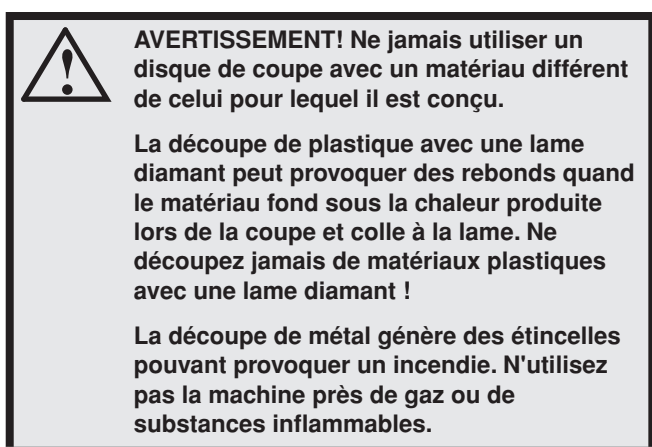 AVERTISSEMENT! Ne jamais utiliser un
disque de coupe avec un matériau différent
de celui pour lequel il est conçu.
La découpe de plastique avec une lame
diamant peut provoquer des rebonds quand
le matériau fond sous la chaleur produite
lors de la coupe et colle à la lame. Ne
découpez jamais de matériaux plastiques
avec une lame diamant !
La découpe de métal génère des étincelles
pouvant provoquer un incendie. N'utilisez
pas la machine près de gaz ou de
substances inflammables.